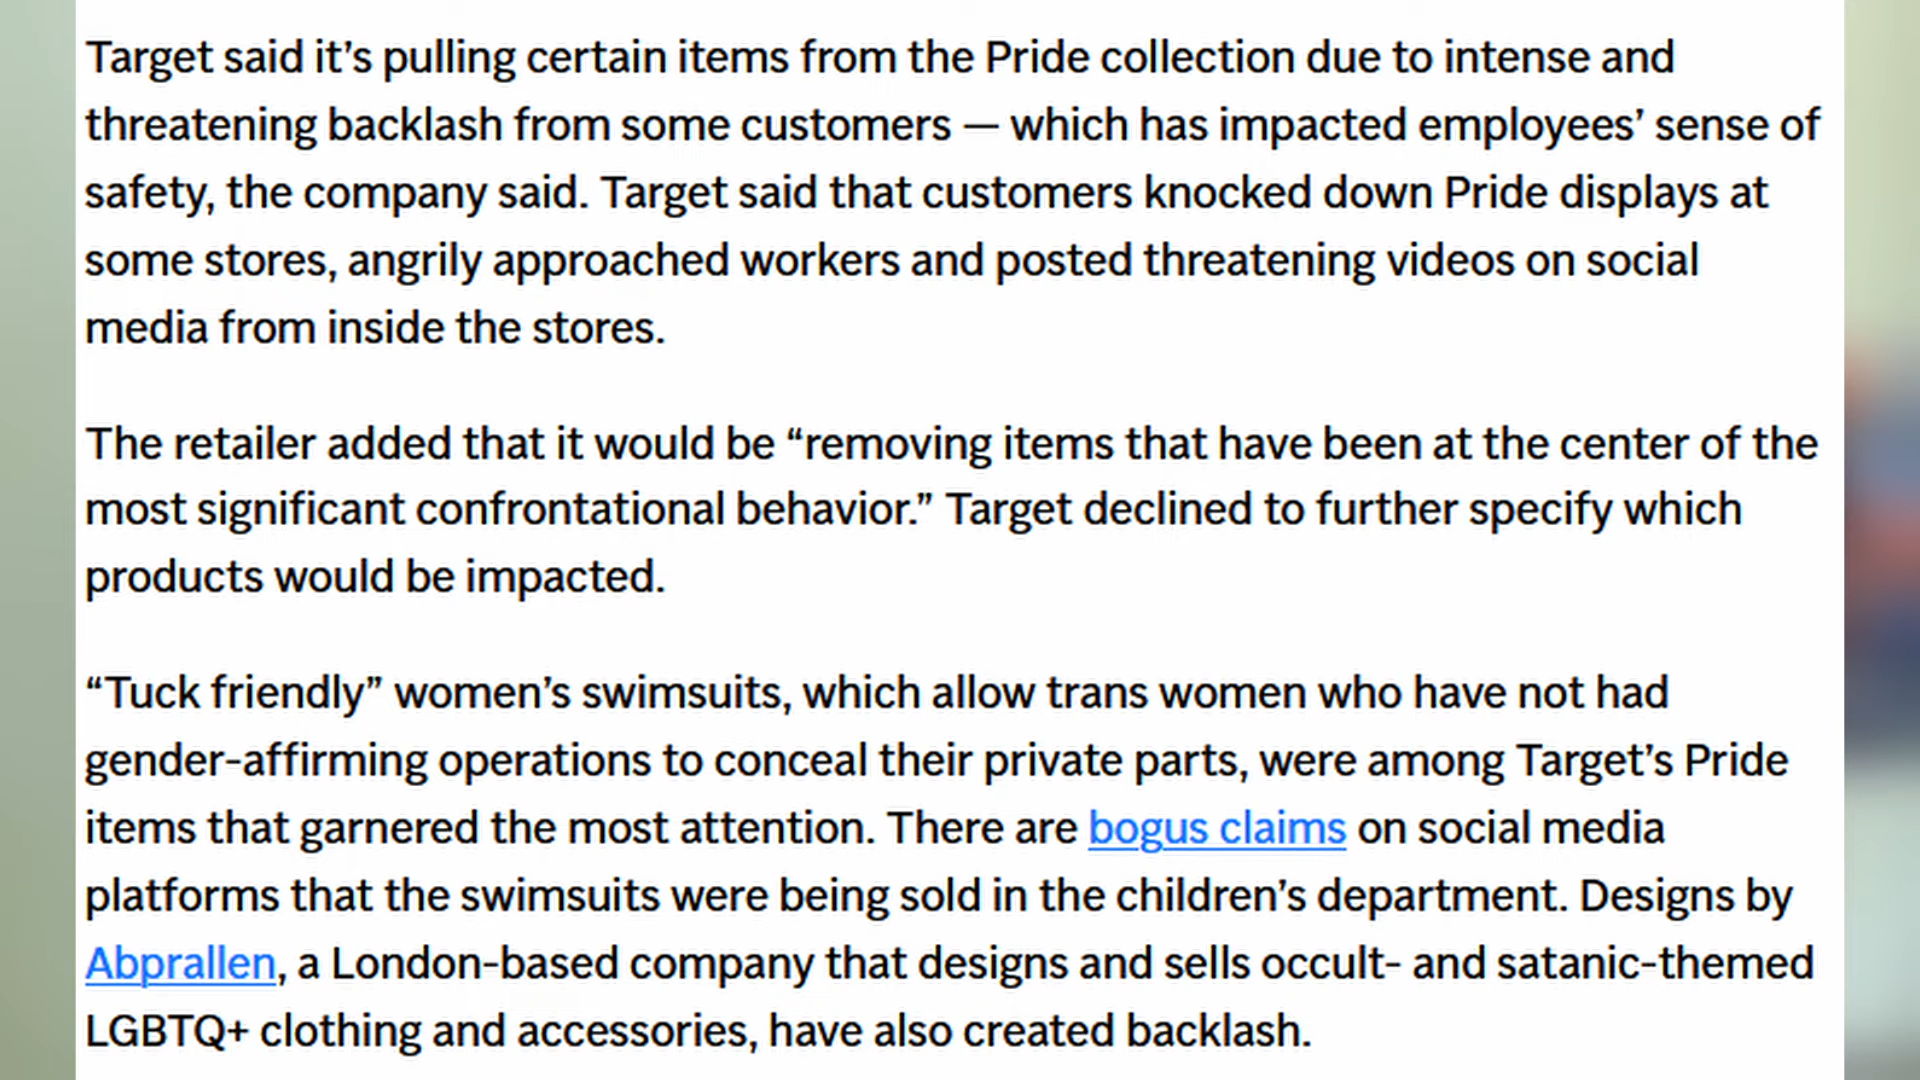 Target said it’s pulling certain items from the Pride collection due to intense and
threatening backlash from some customers — which has impacted employees’ sense of
safety, the company said. Target said that customers knocked down Pride displays at
some stores, angrily approached workers and posted threatening videos on social
media from inside the stores.
The retailer added that it would be “removing items that have been at the center of the
most significant confrontational behavior.” Target declined to further specify which
products would be impacted.
“Tuck friendly” women’s swimsuits, which allow trans women who have not had
gender-affirming operations to conceal their private parts, were among Target’s Pride
items that garnered the most attention. There are bogus claims on social media
platforms that the swimsuits were being sold in the children’s department. Designs by
Abprallen, a London-based company that designs and sells occult- and satanic-themed
LGBTQ+ clothing and accessories, have also created backlash.